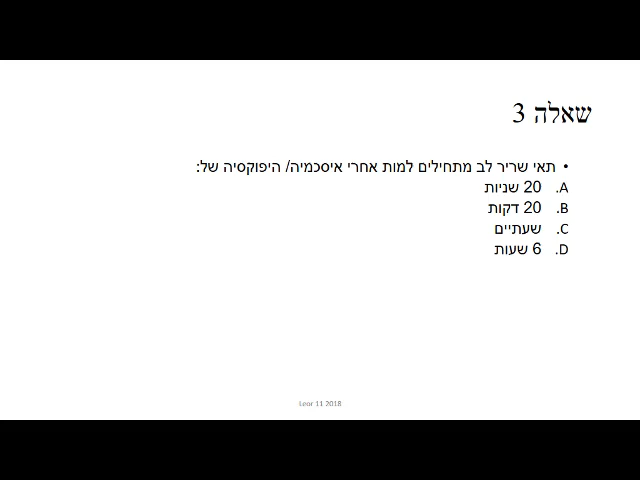 שאלה 3
• תאי שריר לב מתחילים למות אחרי איסכמיה/ היפוקסיה של:
A. 20 שניות
B. 20 דקות
C. שעתיים
D. 6 שעות
Leor 11 2018